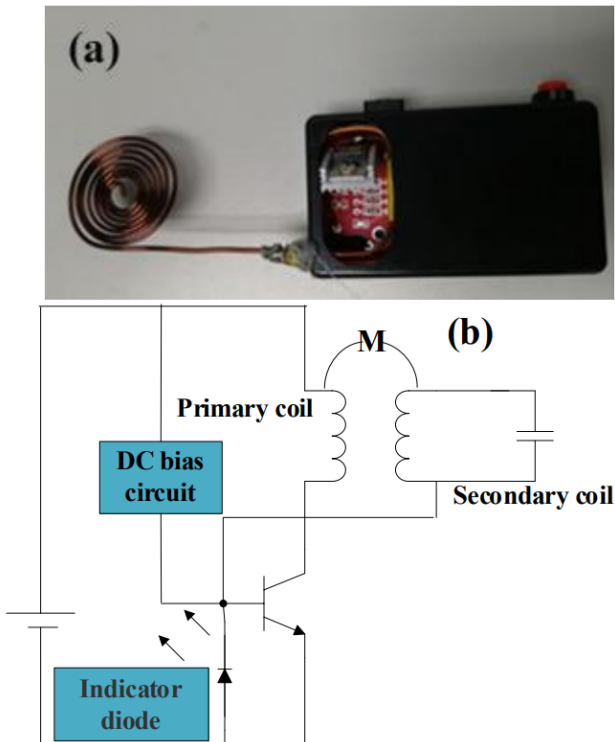 (a)
M
(b)
Primary coil
DC bias
circuit
Secondary coil
Indicator
diode